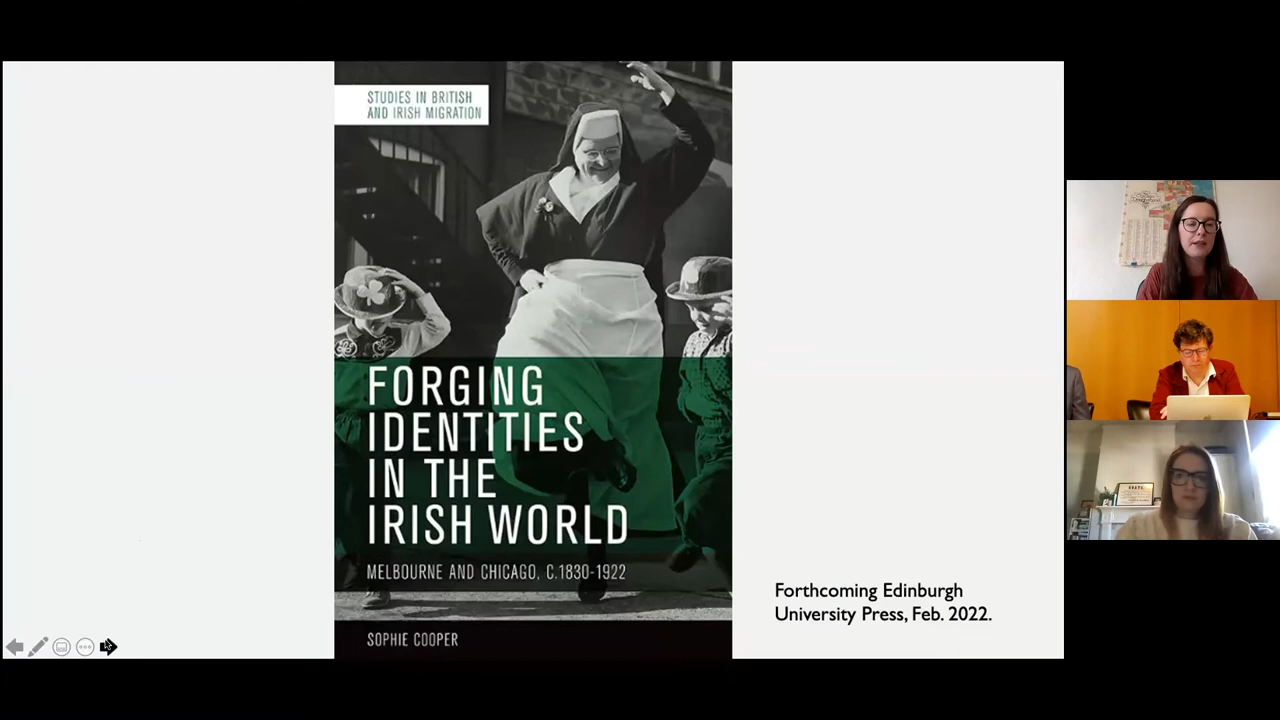 STUDIES IN BRITISH
AND IRISH MIGRATION
FORGING
IDENTITIES
IN THE
IRISH WORLD
MELBOURNE AND CHICAGO, C.1830-1922
SOPHIE COOPER
Forthcoming Edinburgh
University Press, Feb. 2022.